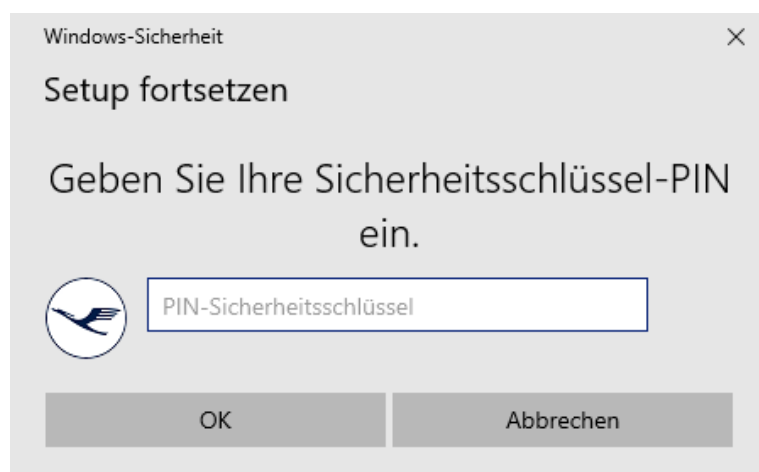 Windows-Sicherheit
Setup fortsetzen
Geben Sie Ihre Sicherheitsschlüssel-PIN
ein.
PIN-Sicherheitsschlüssel
OK
Abbrechen